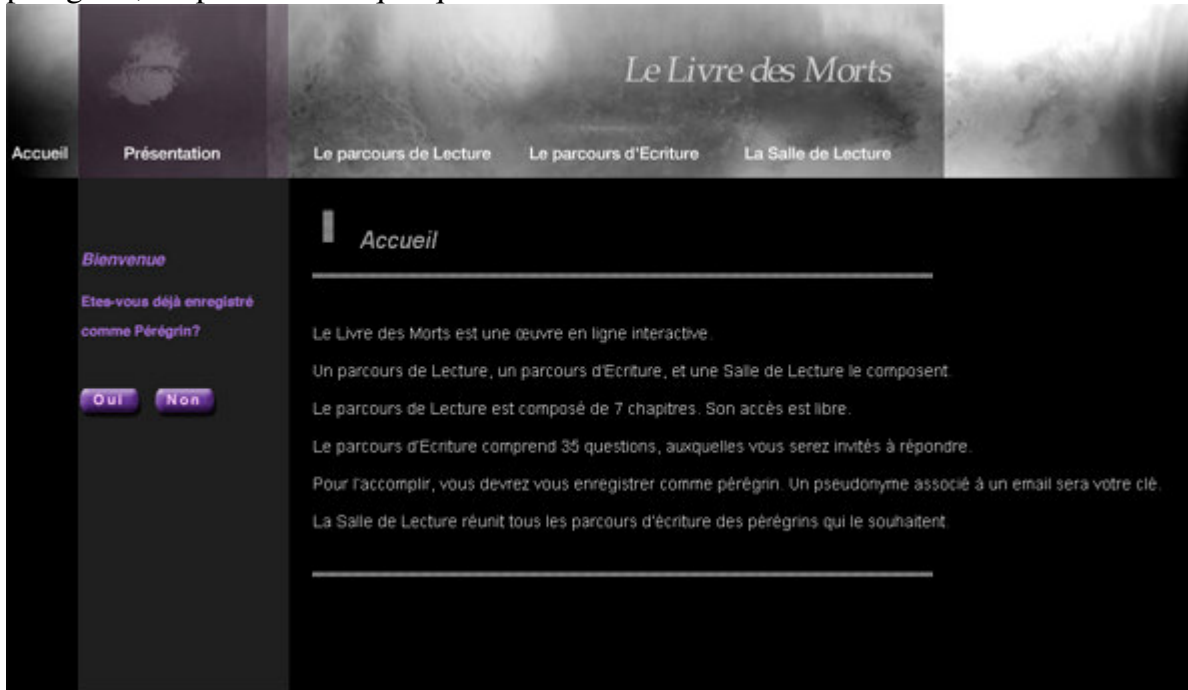 Le Livre des Morts
Accueil Présentation Le parcours de Lecture Le parcours d'Ecriture La Salle de Lecture
Bienvenue
Etes-vous déjà enregistré
comme Pérégrin?
Oui Non
Accueil
Le Livre des Morts est une œuvre en ligne interactive.
Un parcours de Lecture, un parcours d'Ecriture, et une Salle de Lecture le composent.
Le parcours de Lecture est composé de 7 chapitres. Son accès est libre.
Le parcours d'Ecriture comprend 35 questions, auxquelles vous serez invités à répondre.
Pour l'accomplir, vous devrez vous enregistrer comme pérégrin. Un pseudonyme associé à un email sera votre clé.
La Salle de Lecture réunit tous les parcours d'écriture des pérégrins qui le souhaitent.